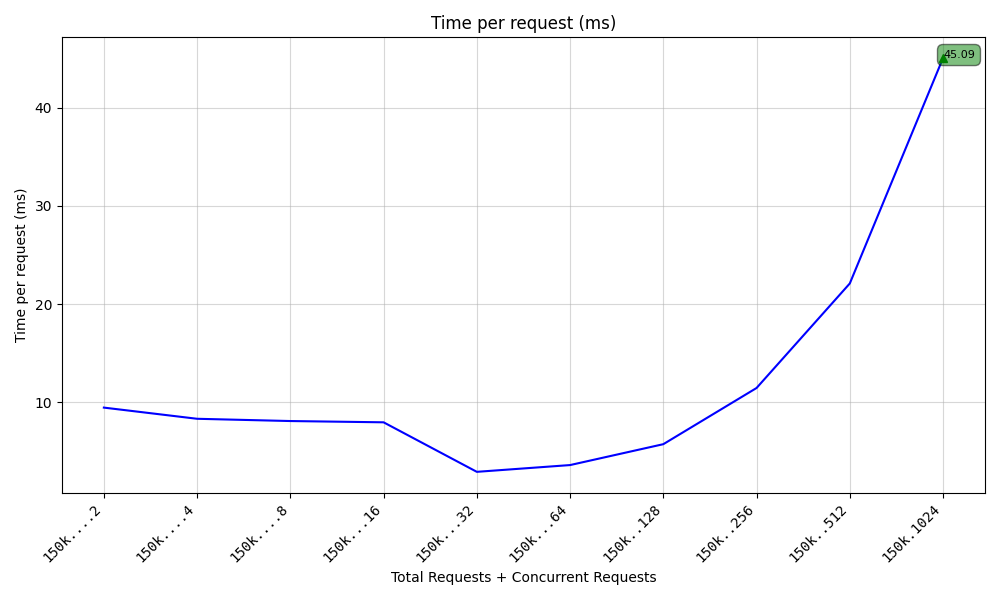 Time per request (ms)
45.09
Time per request (ms)
40
30
20
10
150k....2
150k....4
150k....8
150k...16
150k...32
150k...64
150k..128
150k..256
150k..512
150k.1024
Total Requests + Concurrent Requests